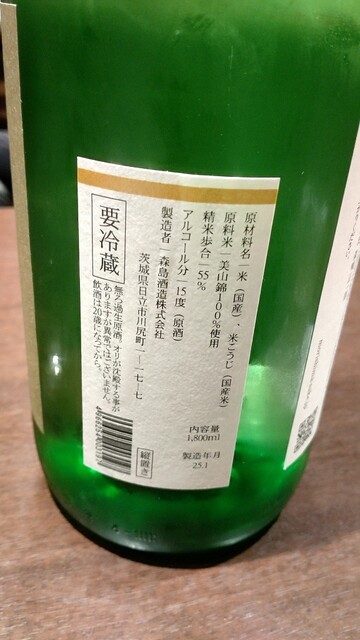 原材料名　米（国産）、米こうじ（国産米）
原料米　美山錦100％使用
精米歩合　55％
アルコール分　15度（原酒）
製造者　森島酒造株式会社
茨城県日立市川尻町一ー一七ー七
要冷蔵
無ろ過生原酒。オリが沈殿する事が
ありますが異常ではございません。
飲酒は20歳になってから。
内容量
1,800ml
製造年月
25.1
縦置き